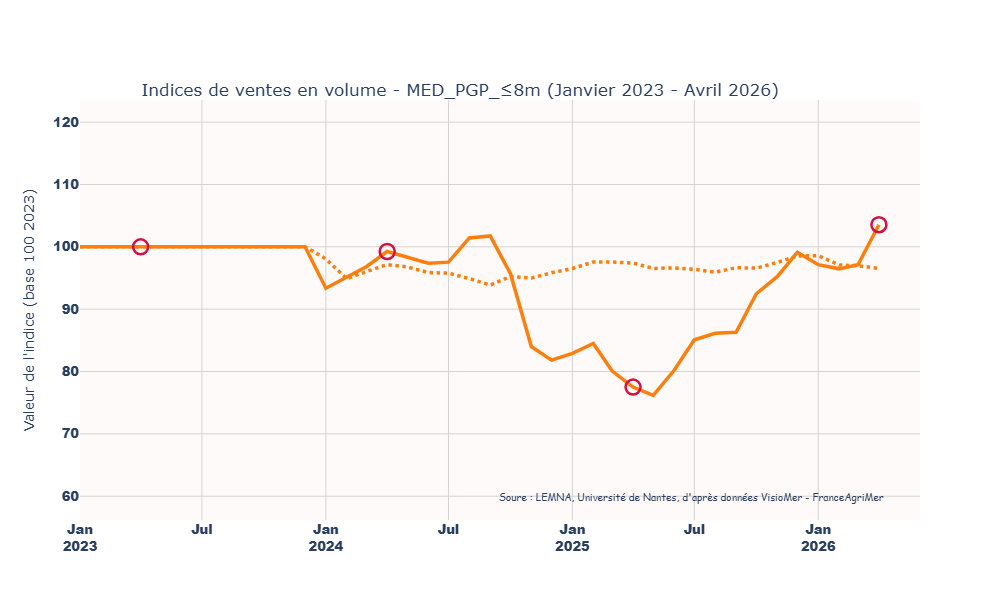 Indices de ventes en volume - MED_PGP_≤8m (Janvier 2023 - Avril 2026)
Valeur de l'indice (base 100 2023)
120
110
100
90
80
70
60
Soure : LEMNA, Université de Nantes, d'après données VisioMer - FranceAgriMer
Jan Jul Jan Jul Jan Jul Jan
2023 2024 2025 2026